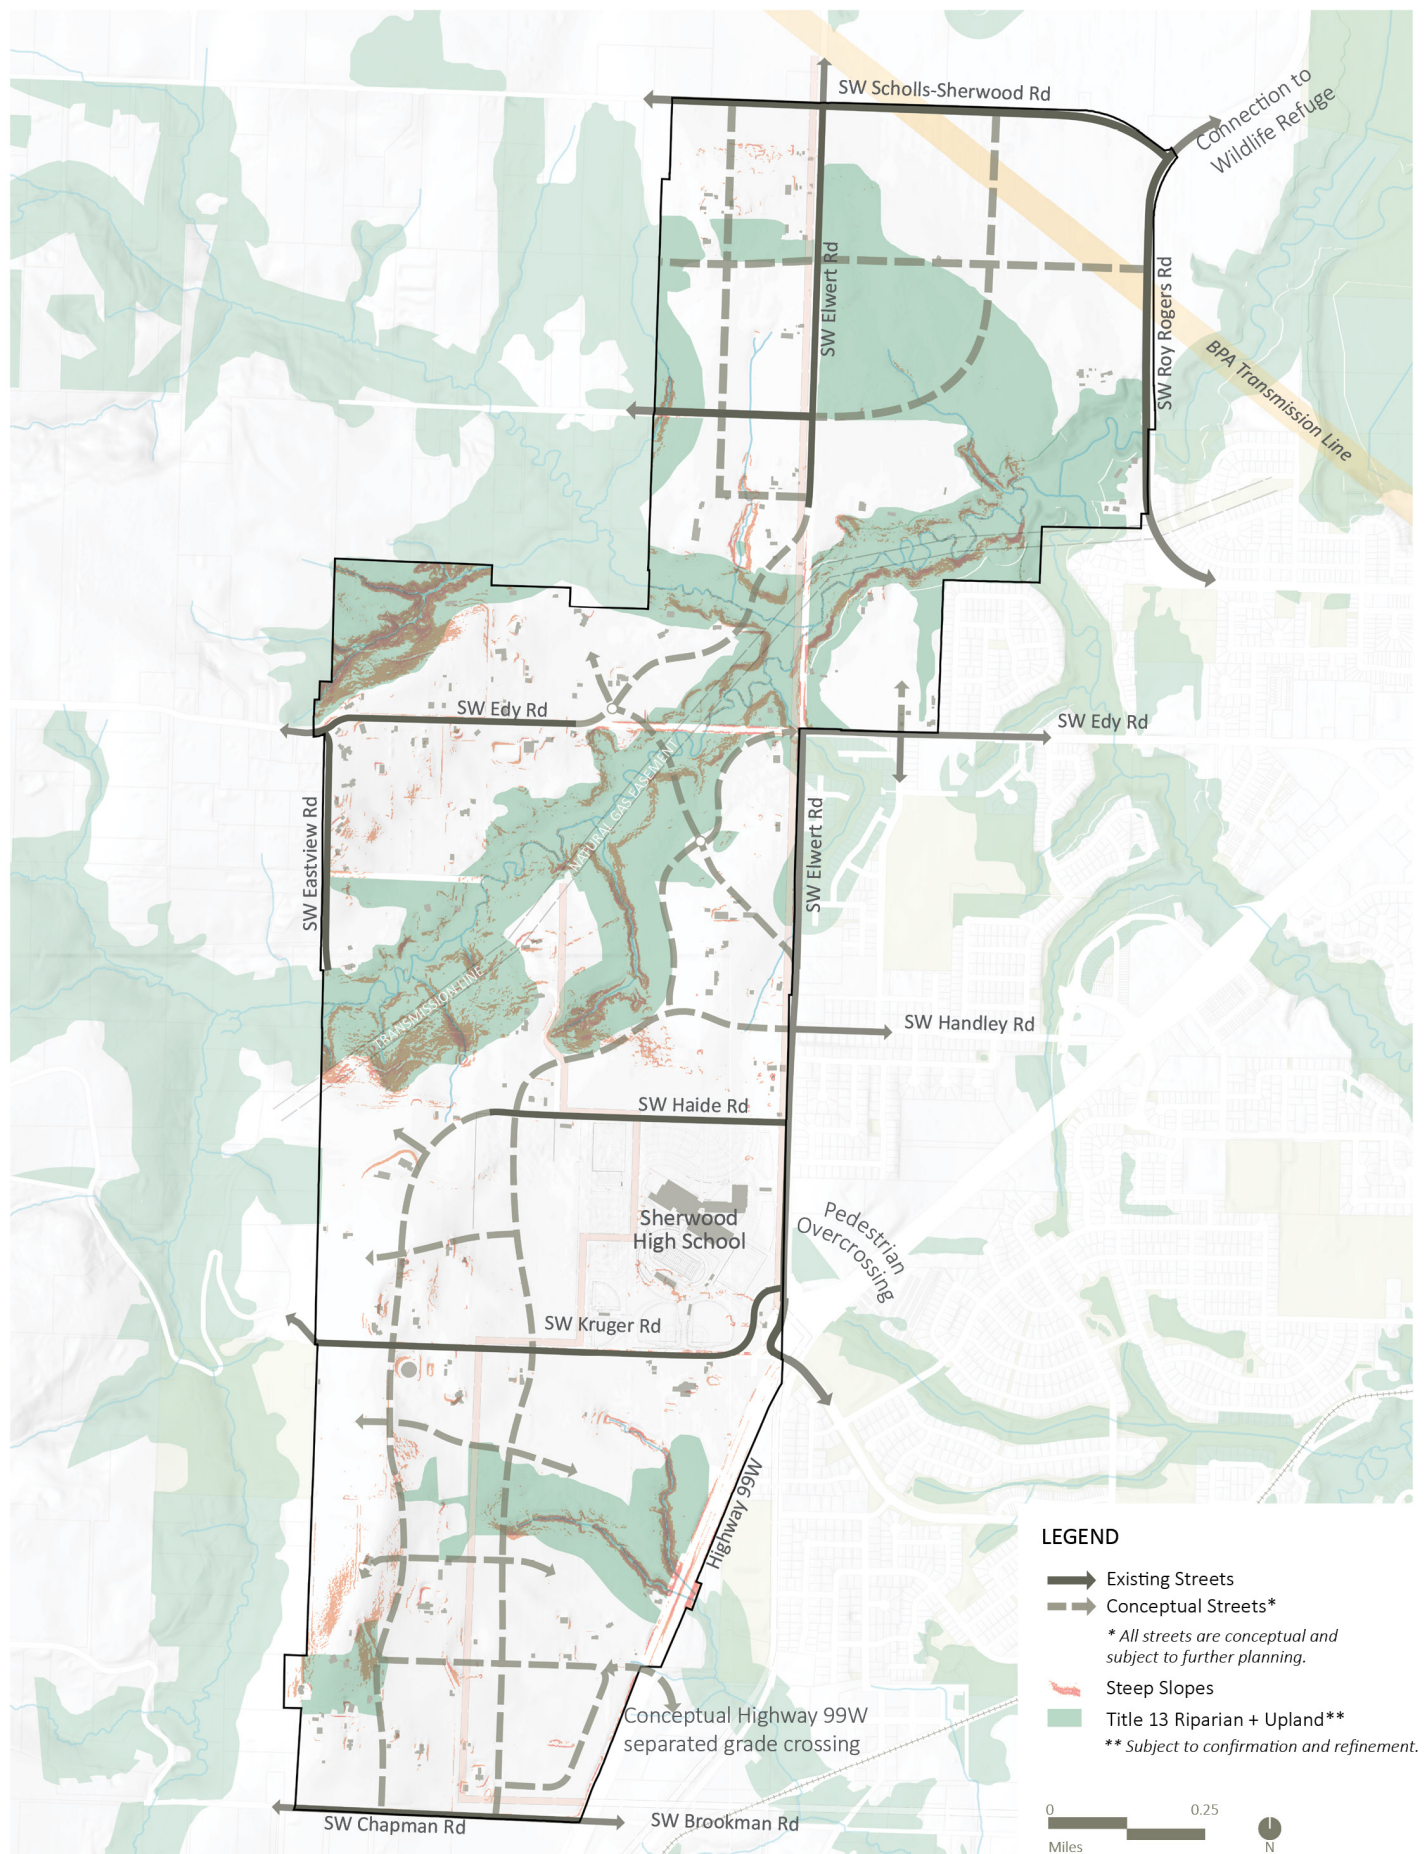 SW Scholls-Sherwood Rd
Connection to
Wildlife Refuge
SW Elwert Rd
SW Roy Rogers Rd
BPA Transmission Line
SW Edy Rd
SW Edy Rd
NATURAL GAS EASEMENT
SW Eastview Rd
SW Elwert Rd
TRANSMISSION LINE
SW Handley Rd
SW Haide Rd
Sherwood
High School
Pedestrian
Overcrossing
SW Kruger Rd
Highway 99W
Conceptual Highway 99W
separated grade crossing
SW Chapman Rd
SW Brookman Rd
LEGEND
Existing Streets
Conceptual Streets*
* All streets are conceptual and
subject to further planning.
Steep Slopes
Title 13 Riparian + Upland**
** Subject to confirmation and refinement.
0 0.25
Miles
N